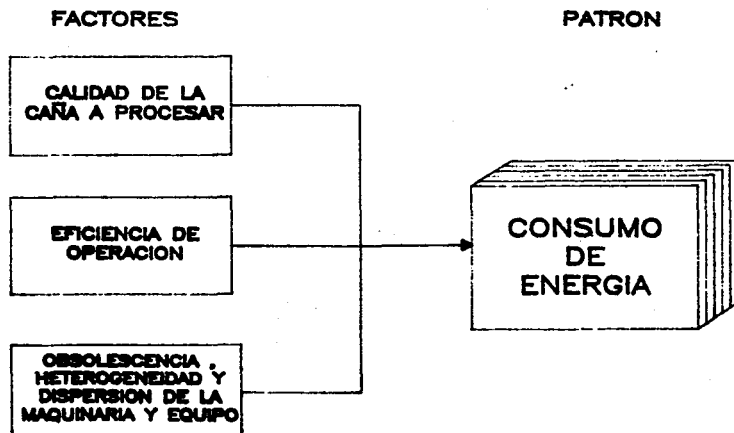 FACTORES
PATRON
CALIDAD DE LA
CAÑA A PROCESAR
EFICIENCIA DE
OPERACION
OBSOLESCENCIA,
HETEROGENEIDAD Y
DISPERSION DE LA
MAQUINARIA Y EQUIPO
CONSUMO
DE
ENERGIA